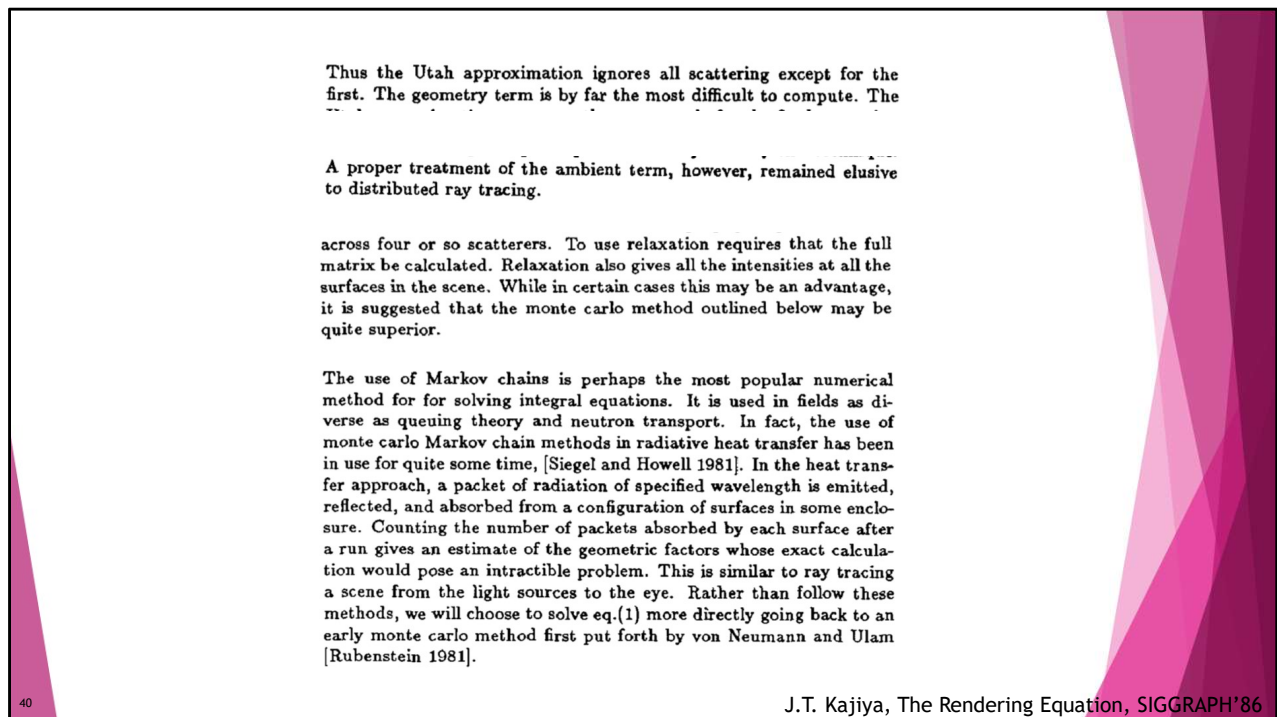 Thus the Utah approximation ignores all scattering except for the
first. The geometry term is by far the most difficult to compute. The
A proper treatment of the ambient term, however, remained elusive
to distributed ray tracing.
across four or so scatterers. To use relaxation requires that the full
matrix be calculated. Relaxation also gives all the intensities at all the
surfaces in the scene. While in certain cases this may be an advantage,
it is suggested that the monte carlo method outlined below may be
quite superior.
The use of Markov chains is perhaps the most popular numerical
method for for solving integral equations. It is used in fields as di-
verse as queuing theory and neutron transport. In fact, the use of
monte carlo Markov chain methods in radiative heat transfer has been
in use for quite some time, [Siegel and Howell 1981]. In the heat trans-
fer approach, a packet of radiation of specified wavelength is emitted,
reflected, and absorbed from a configuration of surfaces in some enclo-
sure. Counting the number of packets absorbed by each surface after
a run gives an estimate of the geometric factors whose exact calcula-
tion would pose an intractible problem. This is similar to ray tracing
a scene from the light sources to the eye. Rather than follow these
methods, we will choose to solve eq.(1) more directly going back to an
early monte carlo method first put forth by von Neumann and Ulam
[Rubenstein 1981].
40
J.T. Kajiya, The Rendering Equation, SIGGRAPH'86